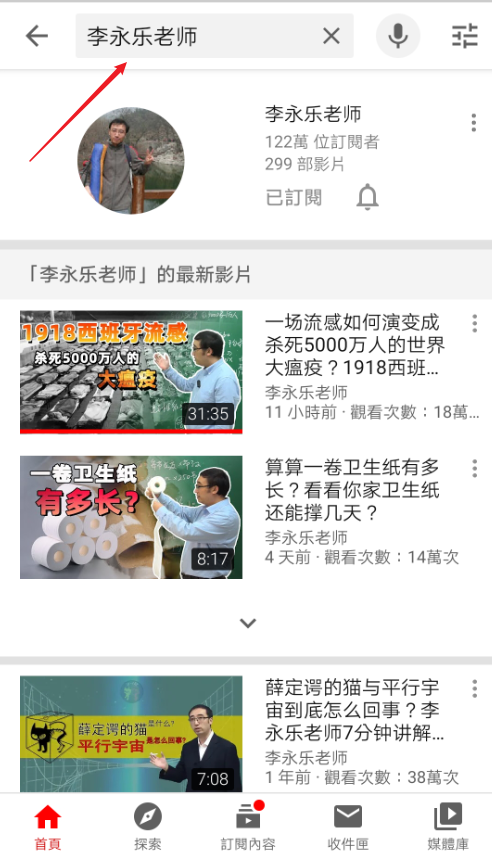 李永乐老师
李永乐老师
122萬 位訂閱者
299 部影片
已訂閱
「李永乐老师」的最新影片
1918西班牙流感
杀死5000万人的
大瘟疫
31:35
一场流感如何演变成
杀死5000万人的世界
大瘟疫？1918西班...
李永乐老师
11 小時前 · 觀看次數：18萬...
一卷卫生纸
有多长?
8:17
算算一卷卫生纸有多
长？看看你家卫生纸
还能撑几天？
李永乐老师
4 天前 · 觀看次數：14萬次
薛定谔的猫是什么?
平行宇宙是怎么回事?
7:08
薛定谔的猫与平行宇
宙到底怎么回事？李
永乐老师7分钟讲解...
李永乐老师
1 年前 · 觀看次數：38萬次
首頁
探索
訂閱內容
收件匣
媒體庫